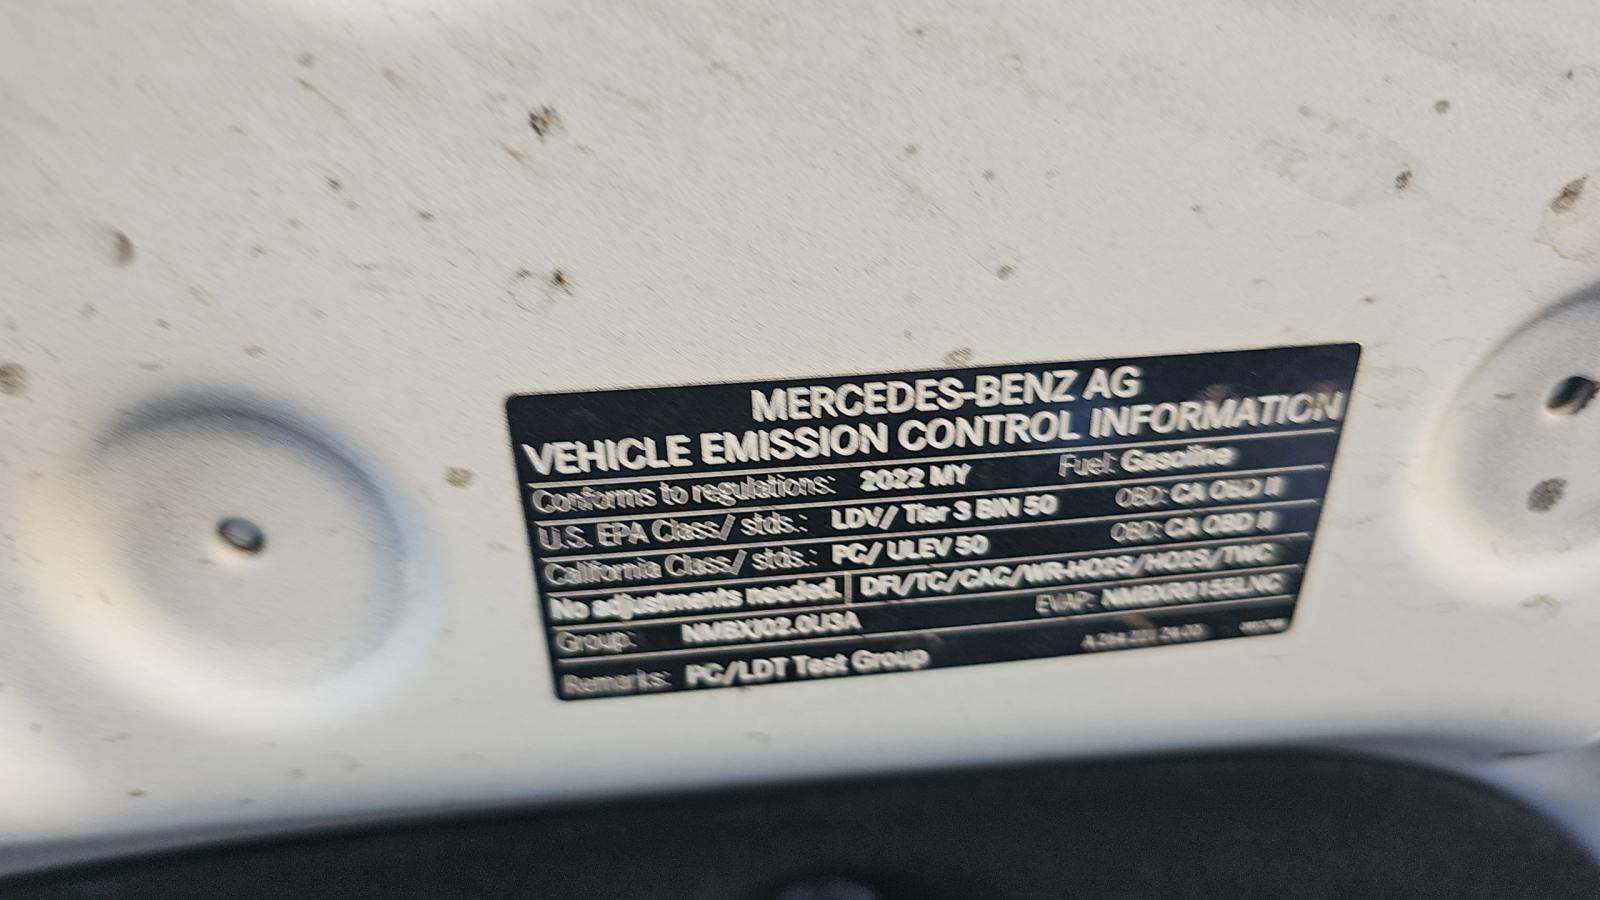 MERCEDES-BENZ AG
VEHICLE EMISSION CONTROL INFORMATION
Conforms to regulations: 2022 MY Fuel: Gasoline
U.S. EPA Class/ stds.: LDV/ Tier 3 BIN 50 OBD: CA OBD II
California Class/ stds.: PC/ ULEV 50 OBD: CA OBD II
No adjustments needed. DFI/TC/CAC/WR-HO2S/HO2S/TWC
Group: NMBXJ02.0U3A EVAP: NMBXR0155LNC
Remarks: PC/LDT Test Group